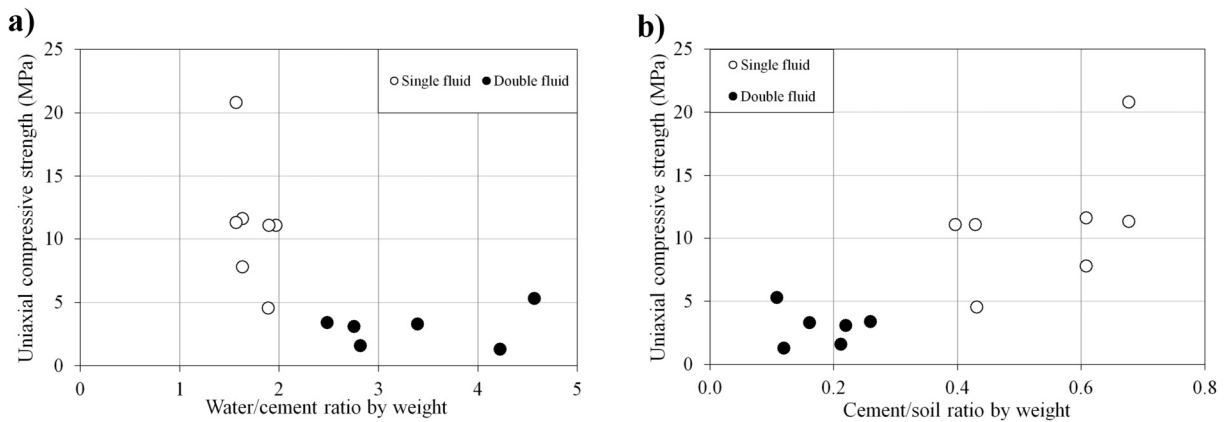 a)
Uniaxial compressive strength (MPa)
25
20
15
10
5
0
0 1 2 3 4 5
Water/cement ratio by weight
Single fluid Double fluid
b)
Uniaxial compressive strength (MPa)
25
20
15
10
5
0
0.0 0.2 0.4 0.6 0.8
Cement/soil ratio by weight
Single fluid
Double fluid